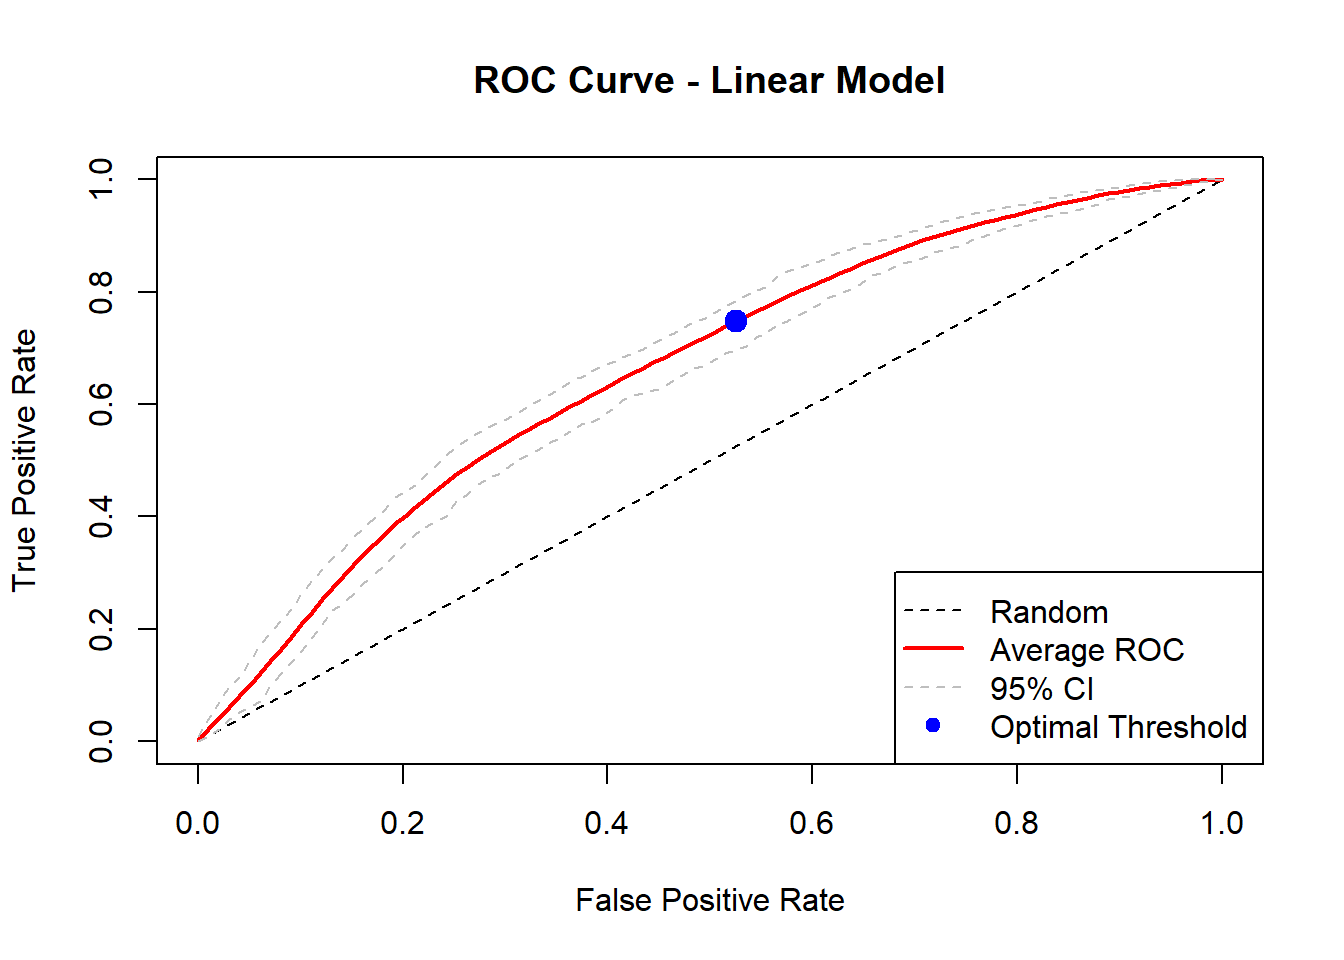 ROC Curve - Linear Model
True Positive Rate
1.0
0.8
0.6
0.4
0.2
0.0
0.0 0.2 0.4 0.6 0.8 1.0
False Positive Rate
Random
Average ROC
95% CI
Optimal Threshold